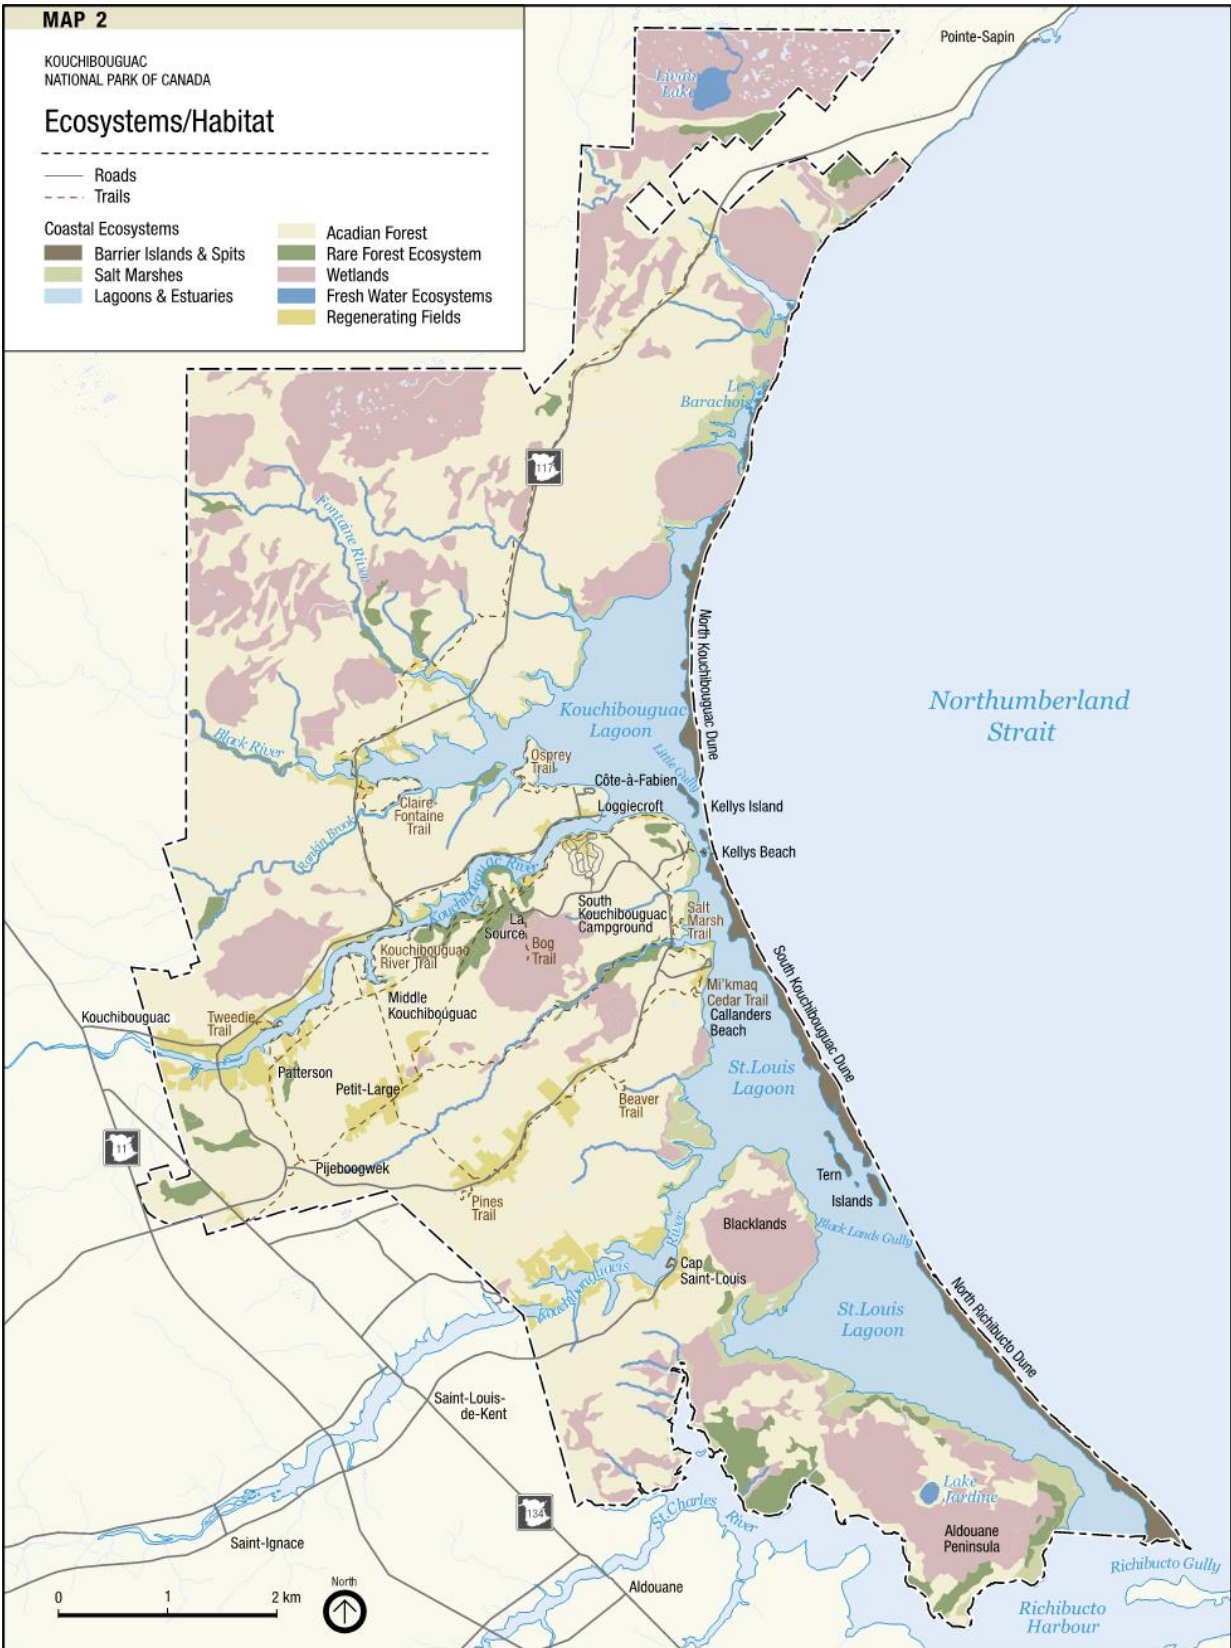 MAP 2
KOUCHIBOUGUAC
NATIONAL PARK OF CANADA
Ecosystems/Habitat
Roads
Trails
Coastal Ecosystems
Barrier Islands & Spits
Salt Marshes
Lagoons & Estuaries
Acadian Forest
Rare Forest Ecosystem
Wetlands
Fresh Water Ecosystems
Regenerating Fields
Pointe-Sapin
Livain
Lake
Le
Barachois
117
Fontaine River
North Kouchibouguac Dune
Kouchibouguac
Lagoon
Northumberland
Strait
Black River
Osprey
Trail
Little Gully
Côte-à-Fabien
Loggiecroft
Kellys Island
Claire-
Fontaine
Trail
Rankin Brook
Kellys Beach
Kouchibouguac River
South
Kouchibouguac
Campground
La
Source
Salt
Marsh
Trail
Bog
Trail
Kouchibouguac
River Trail
South Kouchibouguac Dune
Middle
Kouchibouguac
Mi'kmaq
Cedar Trail
Callanders
Beach
Kouchibouguac
Tweedie
Trail
Patterson
Petit-Large
St.Louis
Lagoon
Beaver
Trail
11
Pijeboogwek
Tern
Islands
Pines
Trail
Blacklands
Black Lands Gully
Kouchibouguacis River
Cap
Saint-Louis
North Richibucto Dune
St.Louis
Lagoon
Saint-Louis-
de-Kent
Lake
Jardine
134
St.Charles
River
Saint-Ignace
Aldouane
Peninsula
Richibucto Gully
Aldouane
Richibucto
Harbour
0 1 2 km
North